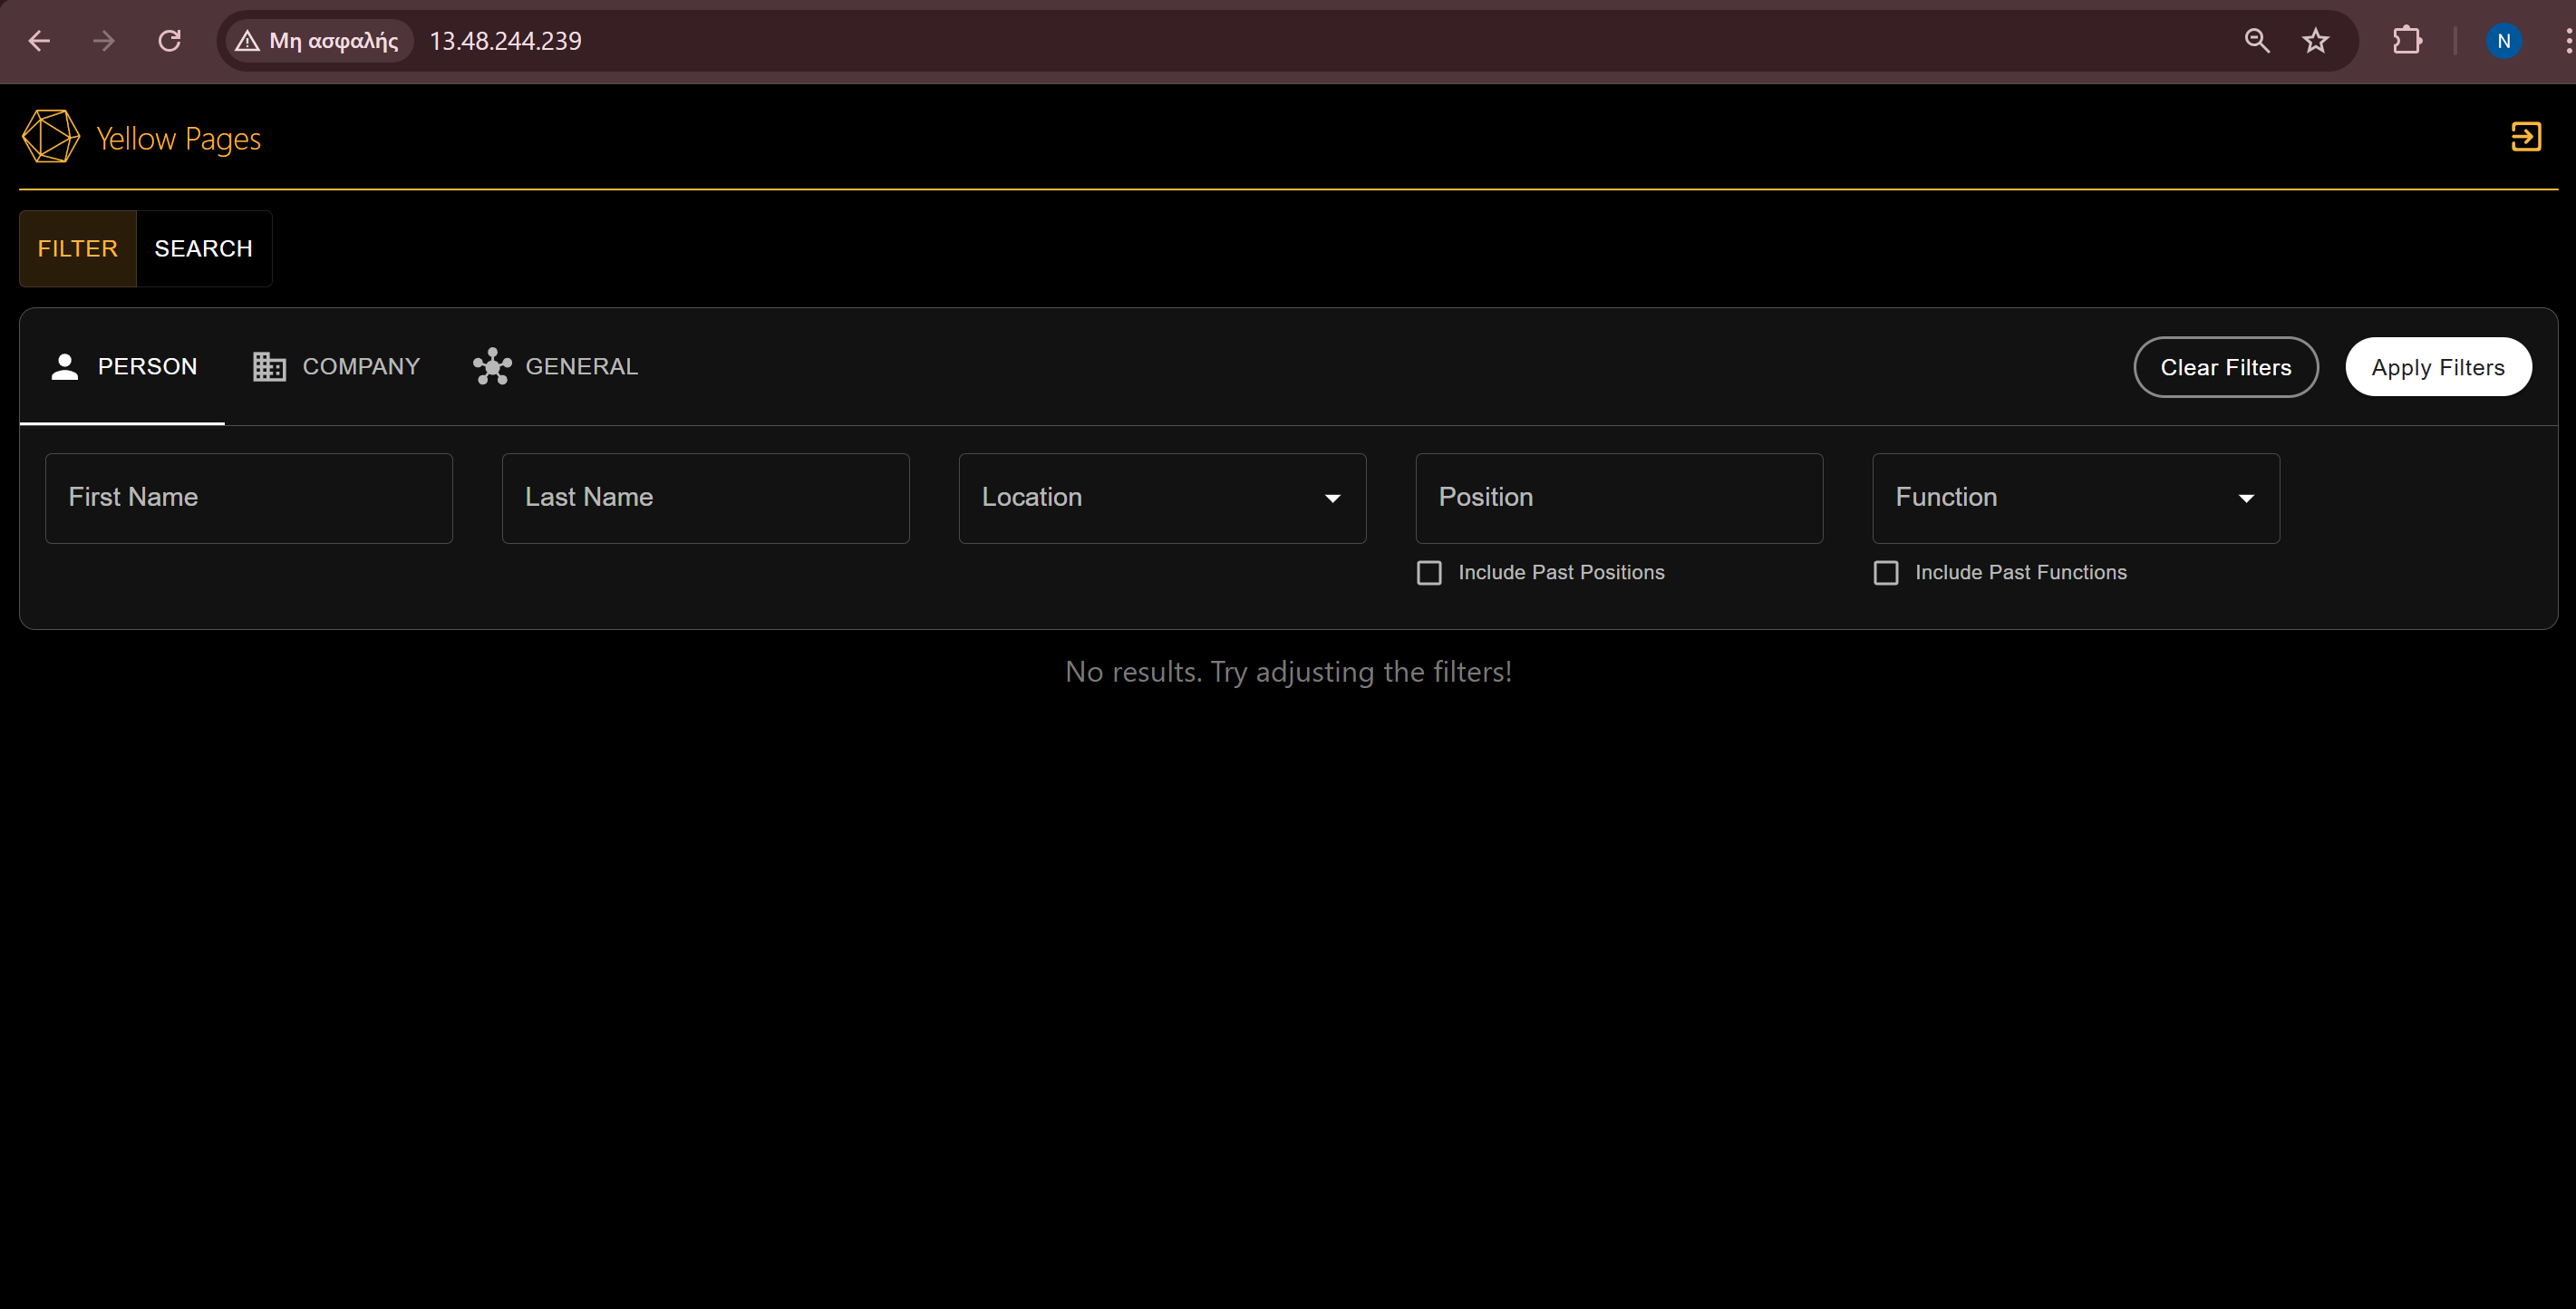 Μη ασφαλής 13.48.244.239
N
Yellow Pages
FILTER SEARCH
PERSON COMPANY GENERAL Clear Filters Apply Filters
First Name Last Name Location Position Function
Include Past Positions Include Past Functions
No results. Try adjusting the filters!